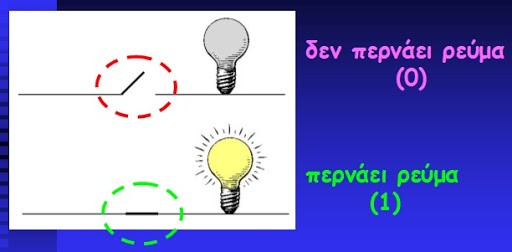 δεν περνάει ρεύμα
(0)
περνάει ρεύμα
(1)